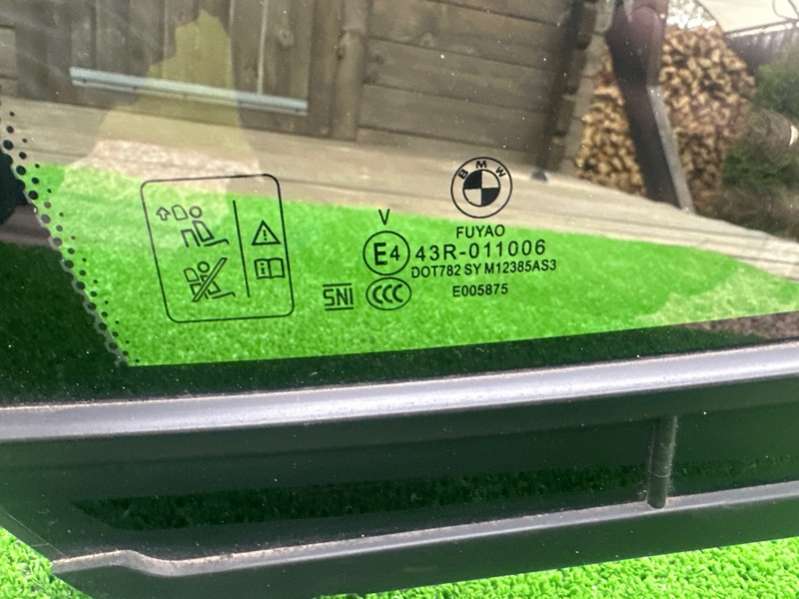 BMW
FUYAO
V
E4 43R-011006
DOT782 SY M12385AS3
SNI CCC E005875